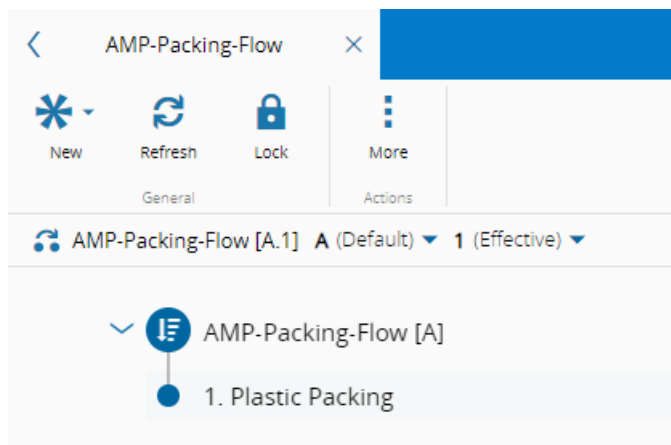 AMP-Packing-Flow
New Refresh Lock More
General Actions
AMP-Packing-Flow [A.1] A (Default) 1 (Effective)
AMP-Packing-Flow [A]
1. Plastic Packing